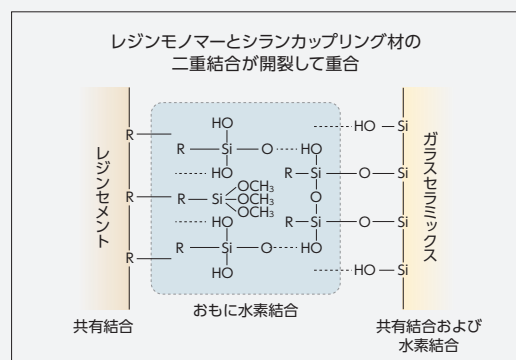 レジンモノマーとシランカップリング材の
二重結合が開裂して重合
レジンセメント
ガラスセラミックス
HO HO Si
R R Si O HO
HO R Si O Si
R R Si OCH3 O
OCH3
OCH3
HO R Si O Si
R Si O HO
R HO HO Si
おもに水素結合
共有結合
共有結合および
水素結合